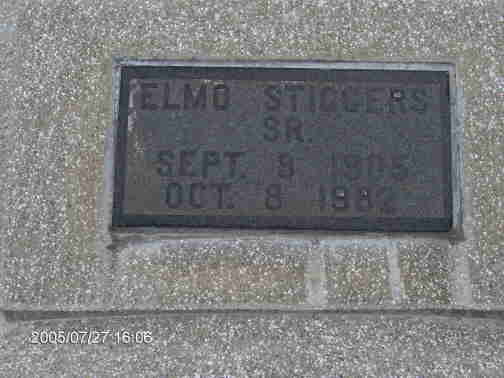 ELMO STIGGERS
SR.
SEPT. 9 1905
OCT. 8 1982
2005/07/27 16:06